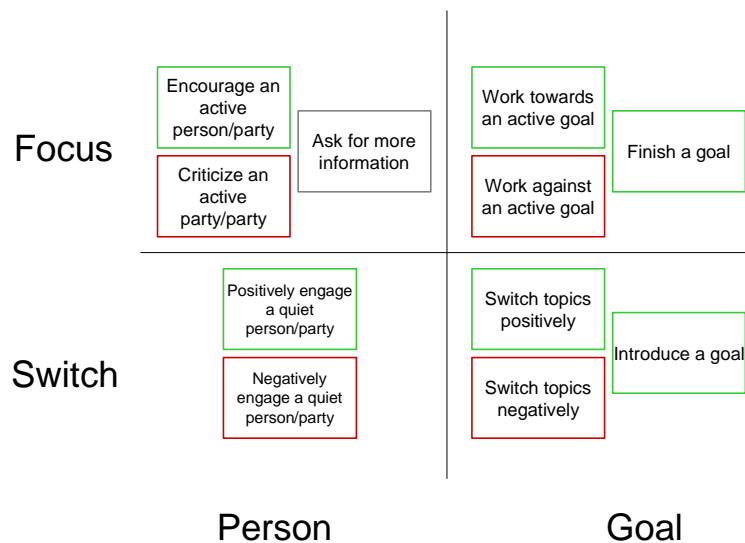 Focus
Encourage an
active
person/party
Criticize an
active
party/party
Ask for more
information
Work towards
an active goal
Work against
an active goal
Finish a goal
Switch
Positively engage
a quiet
person/party
Negatively
engage a quiet
person/party
Switch topics
positively
Switch topics
negatively
Introduce a goal
Person
Goal